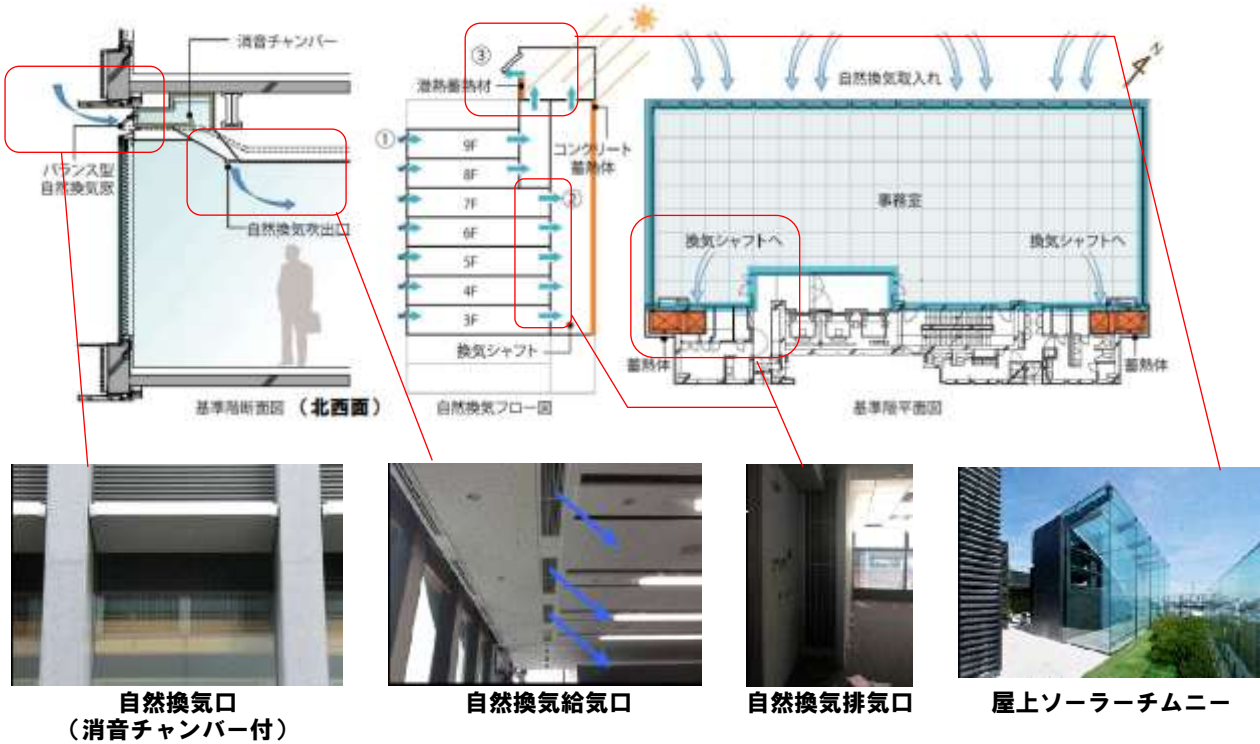 消音チャンバー
バランス型
自然換気窓
自然換気吹出口
基準階断面図 (北西面)
③
潜熱蓄熱材
①
②
コンクリート
蓄熱体
9F
8F
7F
6F
5F
4F
3F
換気シャフト
自然換気フロー図
自然換気取入れ
N
事務室
換気シャフトへ
換気シャフトへ
蓄熱体
蓄熱体
基準階平面図
自然換気口
(消音チャンバー付)
自然換気給気口
自然換気排気口
屋上ソーラーチムニー